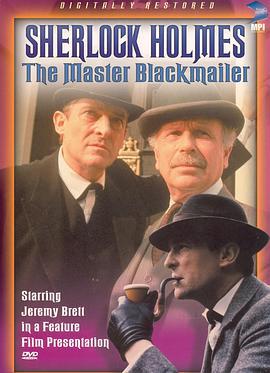 DIGITALLY RESTORED
MPI
SHERLOCK HOLMES
The Master Blackmailer
Starring
Jeremy Brett
in a Feature
Film Presentation
DVD